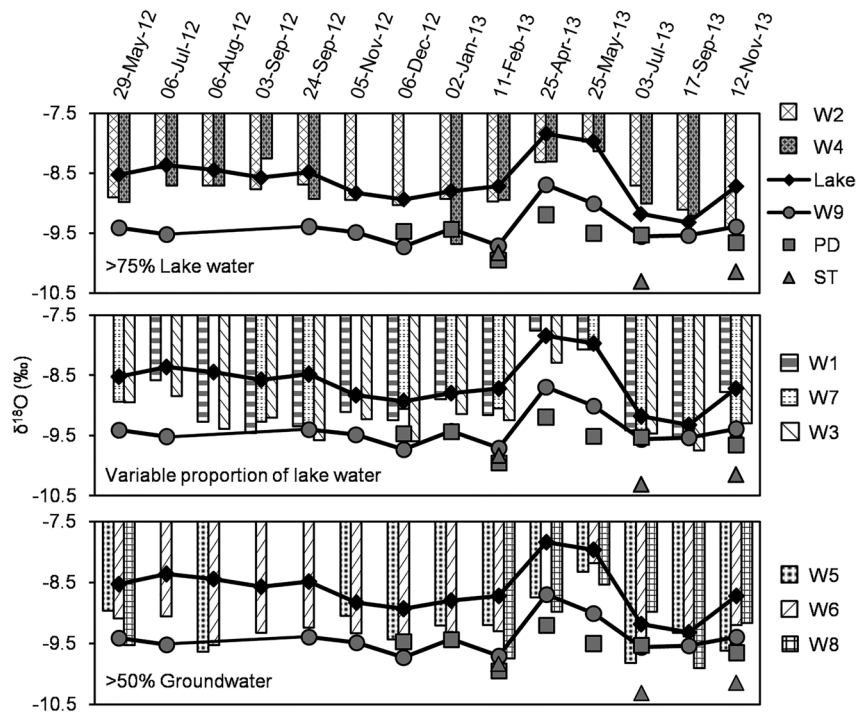 29-May-12
06-Jul-12
06-Aug-12
03-Sep-12
24-Sep-12
05-Nov-12
06-Dec-12
02-Jan-13
11-Feb-13
25-Apr-13
25-May-13
03-Jul-13
17-Sep-13
12-Nov-13
-7.5
-8.5
-9.5
-10.5
>75% Lake water
W2
W4
Lake
W9
PD
ST
δ¹⁸O (‰)
-7.5
-8.5
-9.5
-10.5
Variable proportion of lake water
W1
W7
W3
-7.5
-8.5
-9.5
-10.5
>50% Groundwater
W5
W6
W8